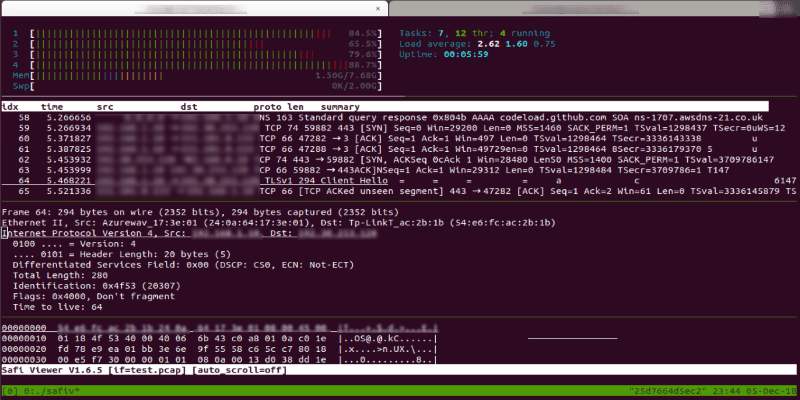 1 84.5%
2 65.5%
3 79.6%
4 88.7%
Mem 1.50G/7.68G
Swp 0K/2.00G
Tasks: 7, 12 thr; 4 running
Load average: 2.62 1.60 0.75
Uptime: 00:05:59
idx time src dst proto len summary
58 5.266656 NS 163 Standard query response 0x804b AAAA codeload.github.com SOA ns-1707.awsdns-21.co.uk
59 5.266934 TCP 74 59882 443 [SYN] Seq=0 Win=29200 Len=0 MSS=1460 SACK_PERM=1 TSval=1298437 TSecr=0uWS=12
60 5.371827 TCP 66 47282 →3 [ACK] Seq=1 Ack=1 Win=497 Len=0 TSval=1298464 TSecr=3336143338 u
61 5.387825 TCP 66 47288 →3 [ACK] Seq=1 Ack=1 Win=49729en=0 TSval=1298464 8Secr=3336179370 5 u
62 5.453932 CP 74 443 →59882 [SYN, ACKSeq 0cAck 1 Win=28480 LenS0 MSS=1400 SACK_PERM=1 TSval=3709786147
63 5.453992 CP 66 59882 →443ACK]NSeq=1 Ack=1 Win=29312 Len=0 TSval=1298484 TSecr=3709786=1 T147
64 5.468221 TLSv1 294 Client Hello = = = a c 6147
65 5.521336 TCP 66 [TCP ACKed unseen segment] 443 →47282 [ACK] Seq=1 Ack=2 Win=61 Len=0 TSval=3336145879 TS
Frame 64: 294 bytes on wire (2352 bits), 294 bytes captured (2352 bits)
Ethernet II, Src: Azurewav_17:3e:01 (24:0a:64:17:3e:01), Dst: Tp-LinkT_ac:2b:1b (54:e6:fc:ac:2b:1b)
Internet Protocol Version 4, Src: Dst:
0100 .... = Version: 4
.... 0101 = Header Length: 20 bytes (5)
Differentiated Services Field: 0x00 (DSCP: CS0, ECN: Not-ECT)
Total Length: 280
Identification: 0x4f53 (20307)
Flags: 0x4000, Don't fragment
Time to live: 64
00000000
00000010 01 18 4f 53 40 00 40 06 6b 43 c0 a8 01 0a c0 1e |..OS@.@.kC......|
00000020 fd 78 e9 ea 01 bb 3e 6e 9f 55 58 c6 5c c7 80 18 |.x....>n.UX.\...|
00000030 00 e5 f7 30 00 00 01 01 08 0a 00 13 d0 38 dd 1e |...0.........8..|
Safi Viewer V1.6.5 [if=test.pcap] [auto_scroll=off]
[0] 0:./safiv* "25d7664d5ec2" 23:44 05-Dec-18